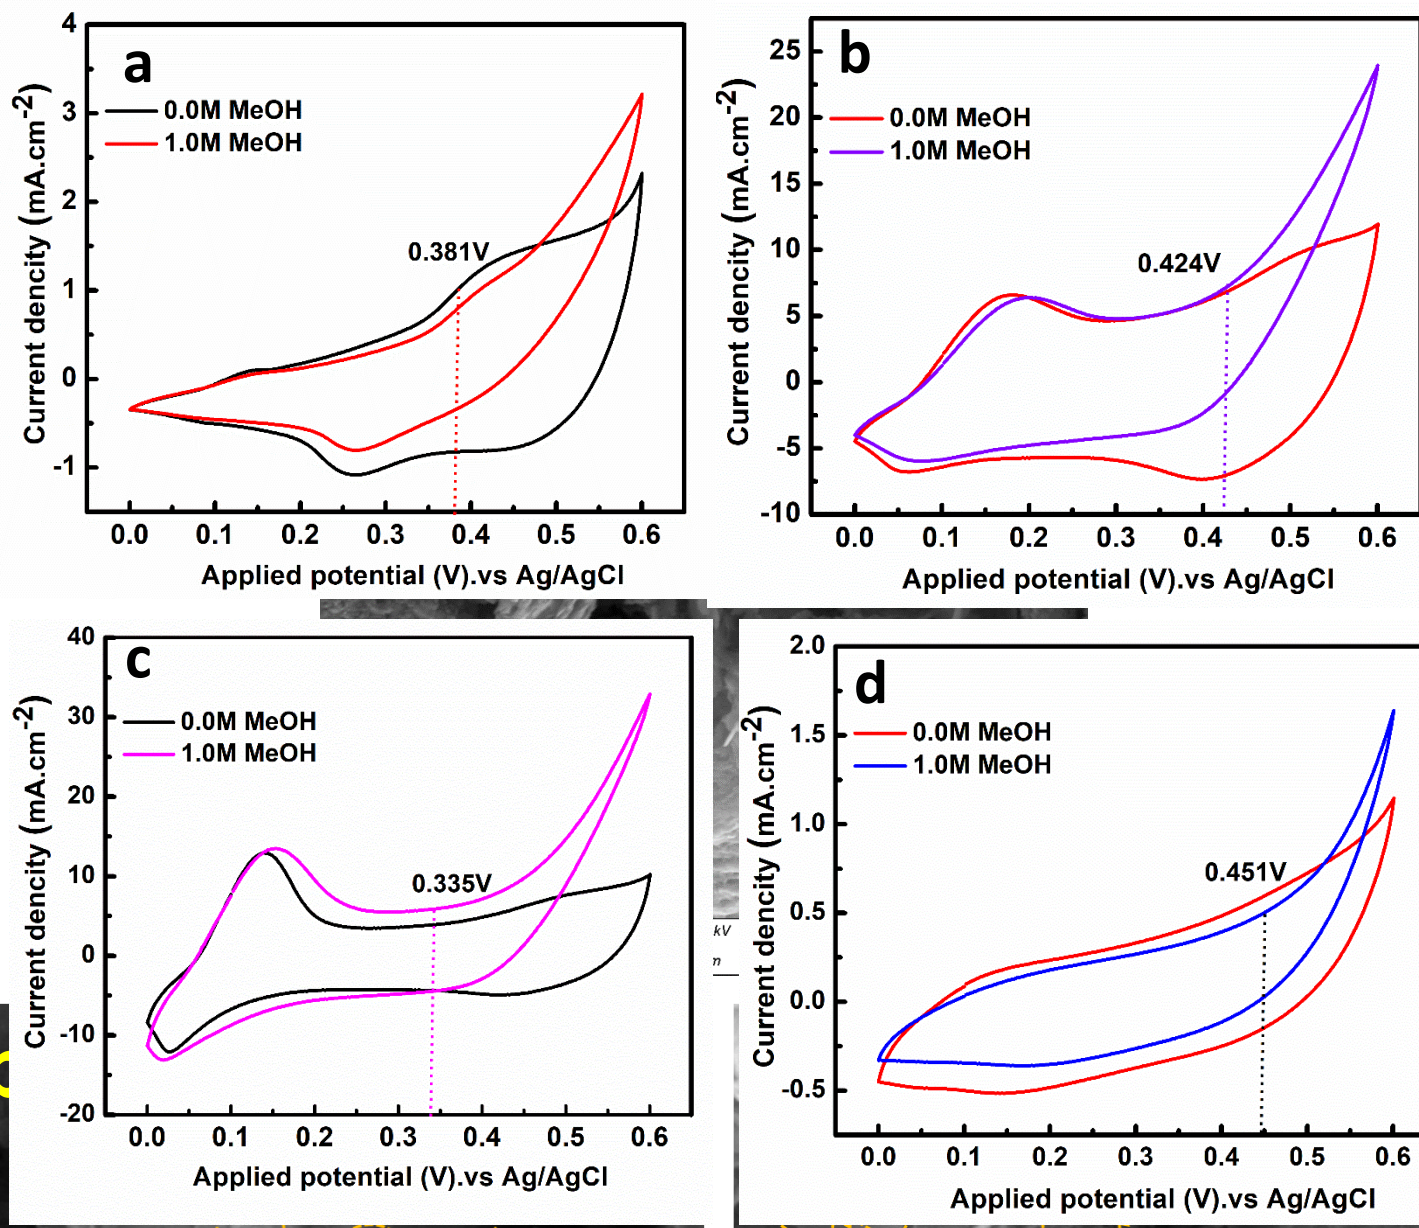 a
0.0M MeOH
1.0M MeOH
0.381V
4
3
2
1
0
-1
0.0 0.1 0.2 0.3 0.4 0.5 0.6
Current dencity (mA.cm-2)
Applied potential (V).vs Ag/AgCl
b
0.0M MeOH
1.0M MeOH
0.424V
25
20
15
10
5
0
-5
-10
0.0 0.1 0.2 0.3 0.4 0.5 0.6
Current dencity (mA.cm-2)
Applied potential (V).vs Ag/AgCl
c
0.0M MeOH
1.0M MeOH
0.335V
40
30
20
10
0
-10
-20
0.0 0.1 0.2 0.3 0.4 0.5 0.6
Current dencity (mA.cm-2)
Applied potential (V).vs Ag/AgCl
kV
d
0.0M MeOH
1.0M MeOH
0.451V
2.0
1.5
1.0
0.5
0.0
-0.5
0.0 0.1 0.2 0.3 0.4 0.5 0.6
Current dencity (mA.cm-2)
Applied potential (V).vs Ag/AgCl